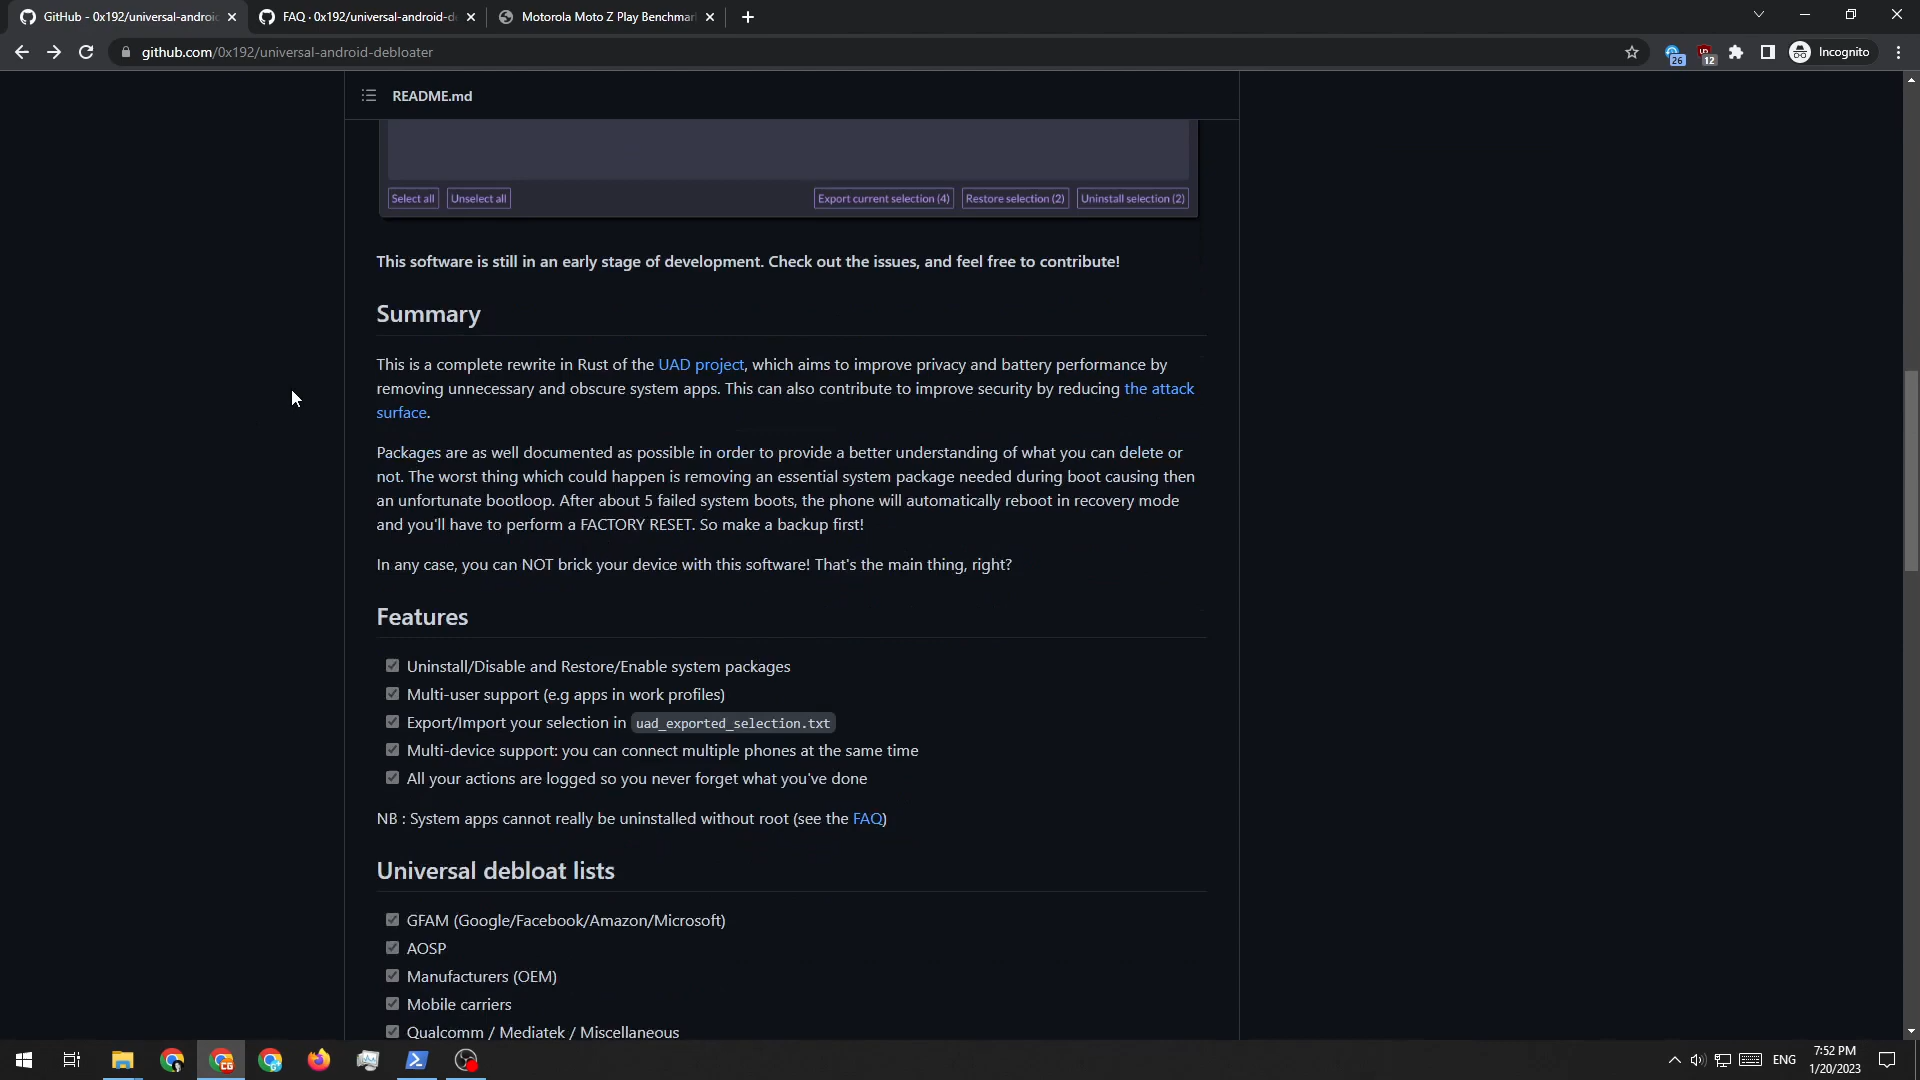 GitHub - 0x192/universal-androi
FAQ · 0x192/universal-android-de
Motorola Moto Z Play Benchmar
github.com/0x192/universal-android-debloater
26
12
Incognito
README.md
Select all
Unselect all
Export current selection (4)
Restore selection (2)
Uninstall selection (2)
This software is still in an early stage of development. Check out the issues, and feel free to contribute!
Summary
This is a complete rewrite in Rust of the UAD project, which aims to improve privacy and battery performance by
removing unnecessary and obscure system apps. This can also contribute to improve security by reducing the attack
surface.
Packages are as well documented as possible in order to provide a better understanding of what you can delete or
not. The worst thing which could happen is removing an essential system package needed during boot causing then
an unfortunate bootloop. After about 5 failed system boots, the phone will automatically reboot in recovery mode
and you'll have to perform a FACTORY RESET. So make a backup first!
In any case, you can NOT brick your device with this software! That's the main thing, right?
Features
Uninstall/Disable and Restore/Enable system packages
Multi-user support (e.g apps in work profiles)
Export/Import your selection in uad_exported_selection.txt
Multi-device support: you can connect multiple phones at the same time
All your actions are logged so you never forget what you've done
NB : System apps cannot really be uninstalled without root (see the FAQ)
Universal debloat lists
GFAM (Google/Facebook/Amazon/Microsoft)
AOSP
Manufacturers (OEM)
Mobile carriers
Qualcomm / Mediatek / Miscellaneous
CG
ENG
7:52 PM
1/20/2023